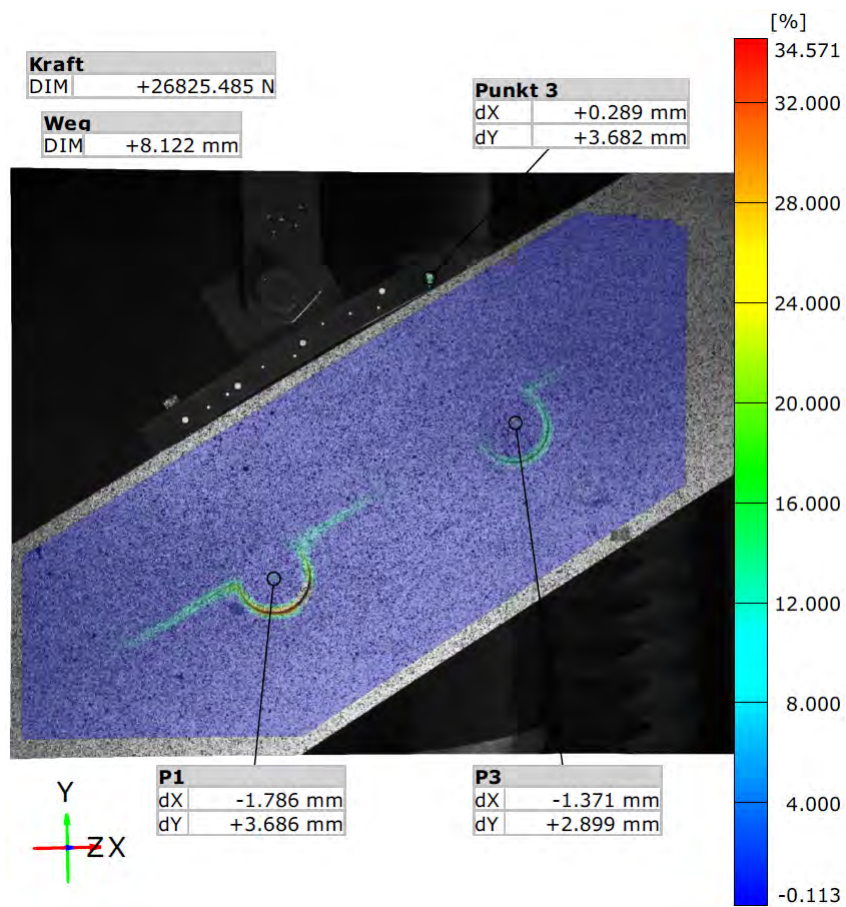 [%]
Kraft
DIM +26825.485 N
Weg
DIM +8.122 mm
Punkt 3
dX +0.289 mm
dY +3.682 mm
34.571
32.000
28.000
24.000
20.000
16.000
12.000
8.000
4.000
-0.113
P1
dX -1.786 mm
dY +3.686 mm
P3
dX -1.371 mm
dY +2.899 mm
Y
Z X